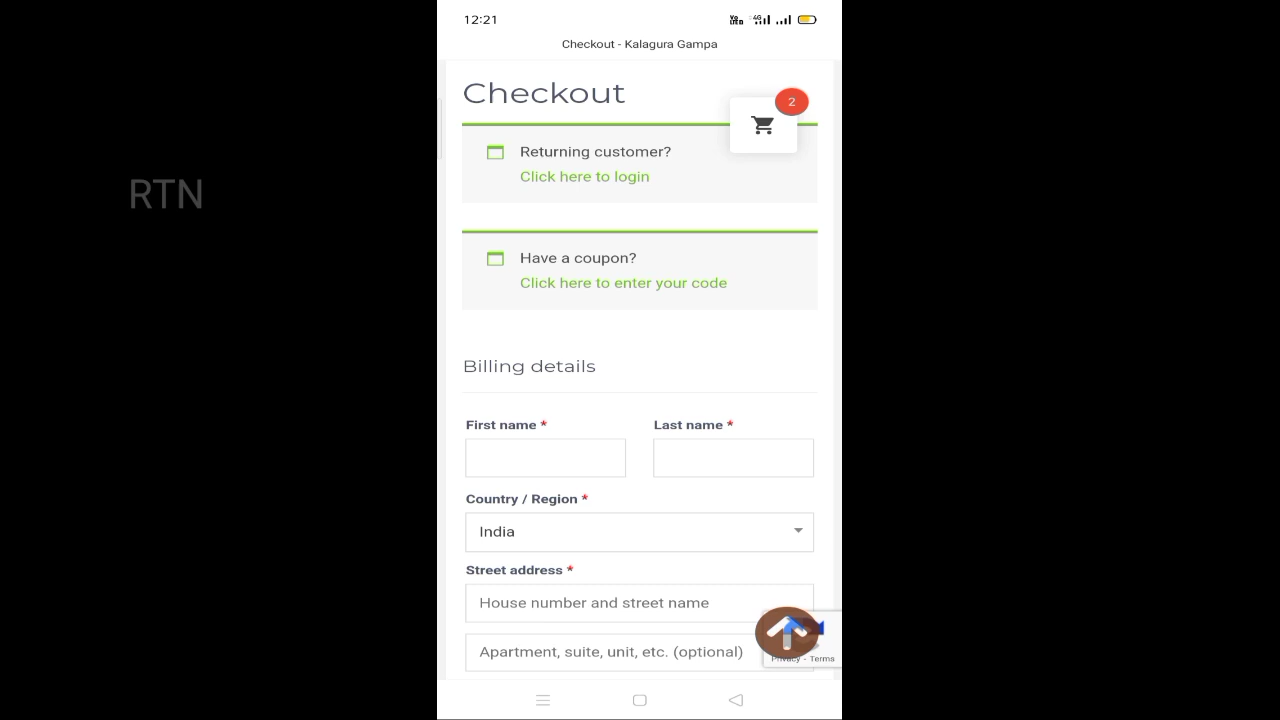 12:21
4G
Checkout - Kalagura Gampa
RTN
Checkout
2
Returning customer?
Click here to login
Have a coupon?
Click here to enter your code
Billing details
First name *
Last name *
Country / Region *
India
Street address *
House number and street name
Apartment, suite, unit, etc. (optional)
Privacy - Terms